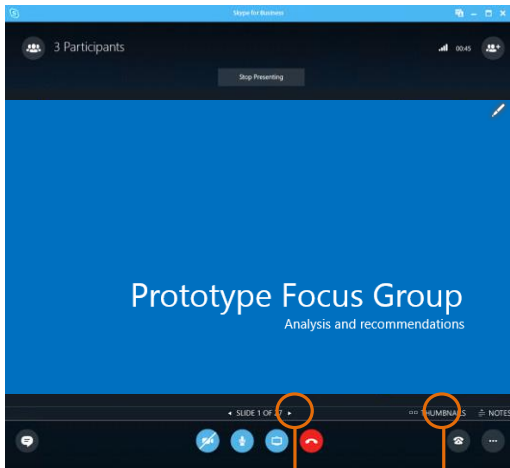 Skype for Business
3 Participants
00:45
Stop Presenting
Prototype Focus Group
Analysis and recommendations
SLIDE 1 OF 27
THUMBNAILS
NOTES